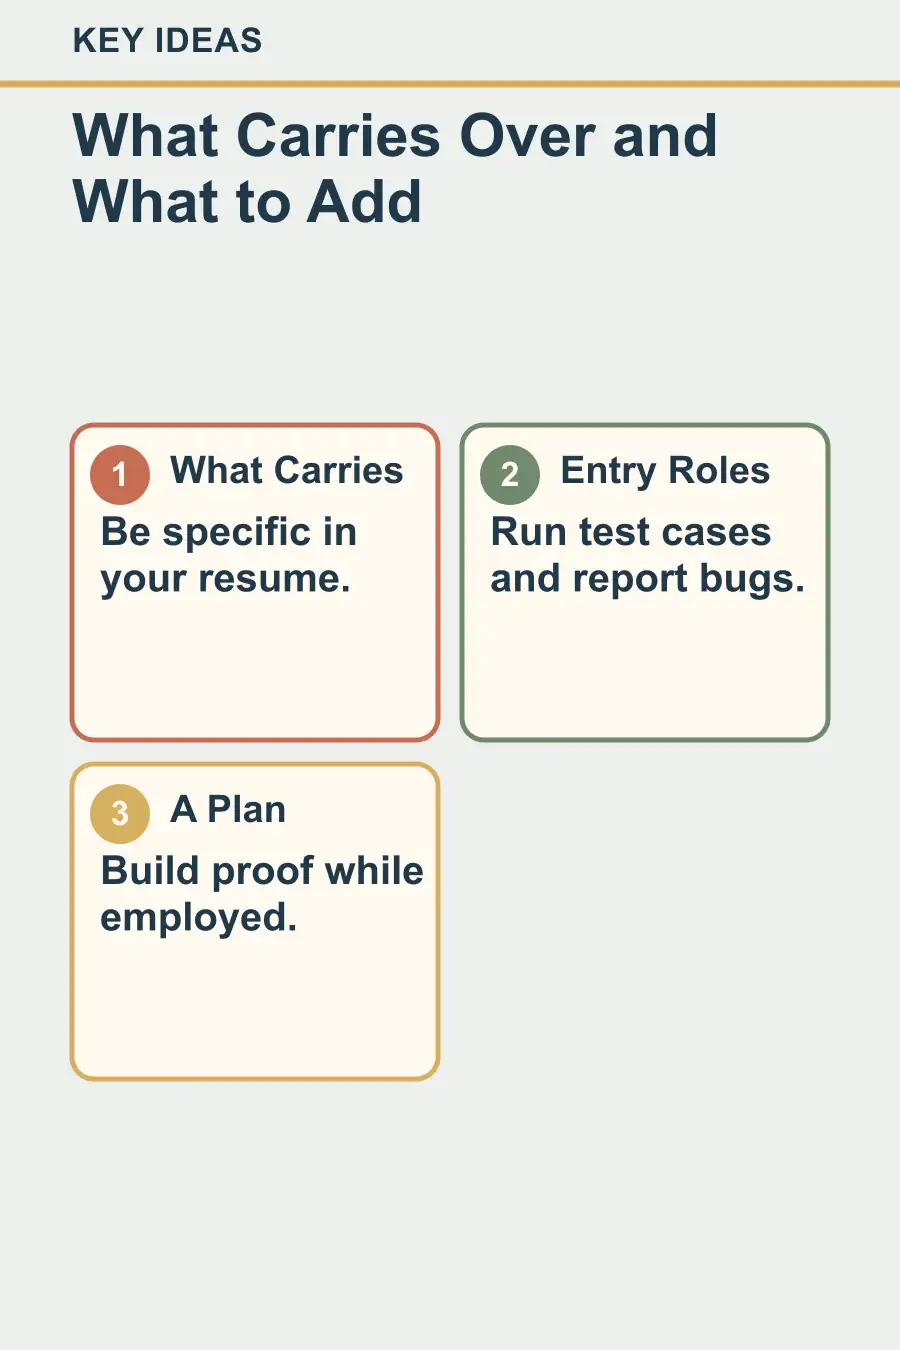 KEY IDEAS
What Carries Over and
What to Add
1
What Carries
Be specific in
your resume.
2
Entry Roles
Run test cases
and report bugs.
3
A Plan
Build proof while
employed.